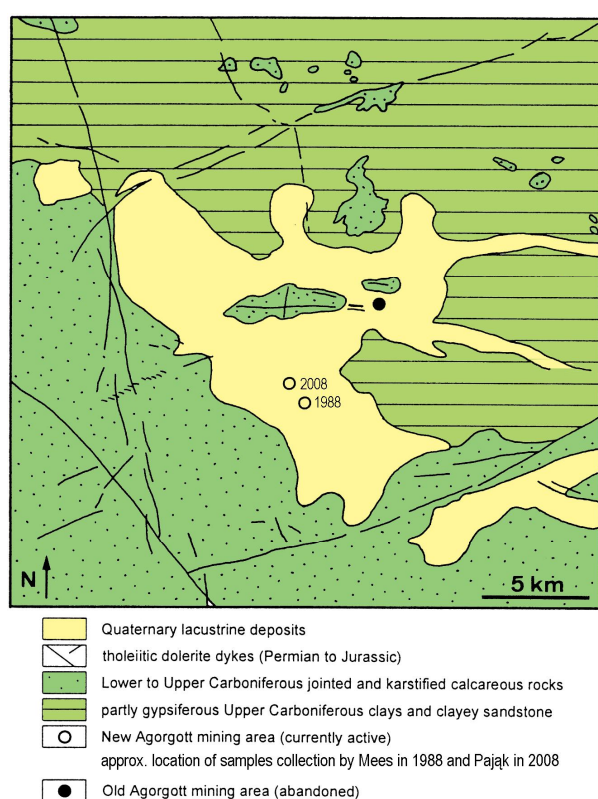 2008
1988
N
5 km
Quaternary lacustrine deposits
tholeiitic dolerite dykes (Permian to Jurassic)
Lower to Upper Carboniferous jointed and karstified calcareous rocks
partly gypsiferous Upper Carboniferous clays and clayey sandstone
New Agorgott mining area (currently active)
approx. location of samples collection by Mees in 1988 and Pająk in 2008
Old Agorgott mining area (abandoned)